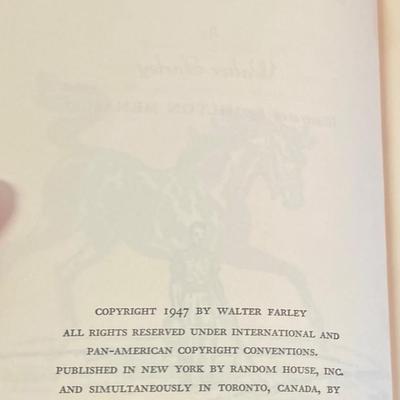 COPYRIGHT 1947 BY WALTER FARLEY
ALL RIGHTS RESERVED UNDER INTERNATIONAL AND
PAN-AMERICAN COPYRIGHT CONVENTIONS.
PUBLISHED IN NEW YORK BY RANDOM HOUSE, INC.
AND SIMULTANEOUSLY IN TORONTO, CANADA, BY